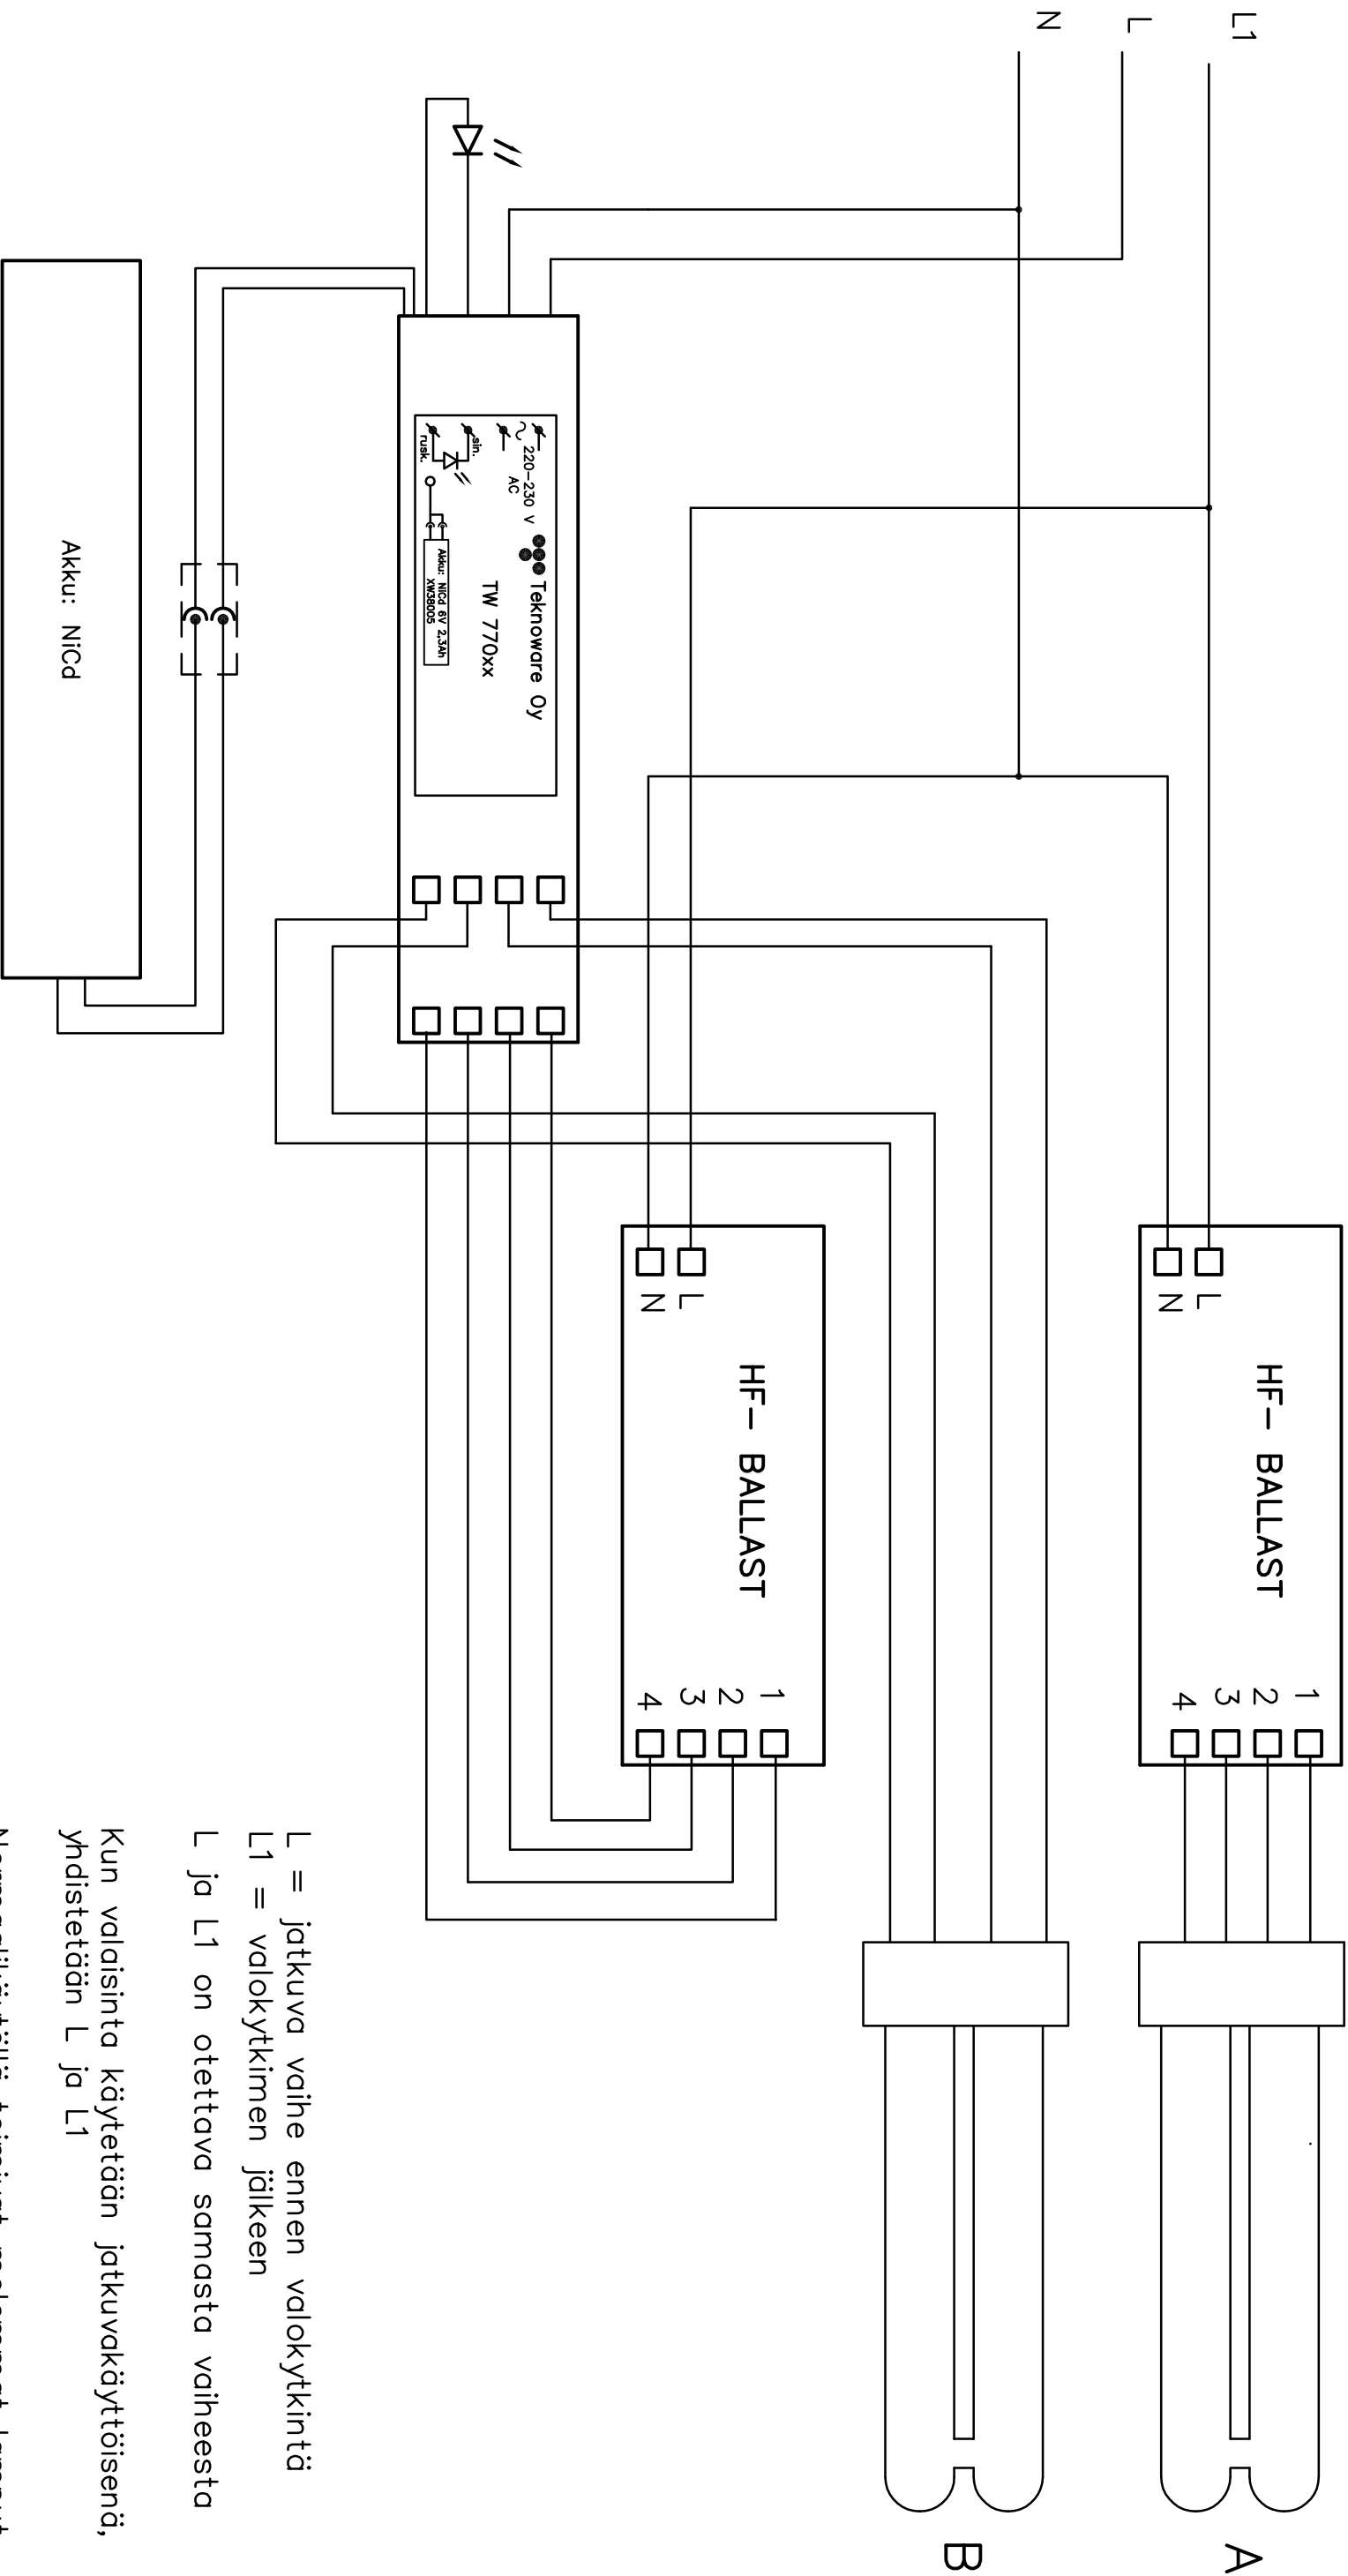 L1
L
N
220-230 V
AC
sin.
rusk.
Teknoware Oy
TW 770xx
Akku: NiCd 6V 2,3Ah
XW38005
Akku: NiCd
L
N
HF- BALLAST
1
2
3
4
A
L
N
HF- BALLAST
1
2
3
4
B
L = jatkuva vaihe ennen valokytkintä
L1 = valokytkimen jälkeen
L ja L1 on otettava samasta vaiheesta
Kun valaisinta käytetään jatkuvakäyttöisenä,
yhdistetään L ja L1